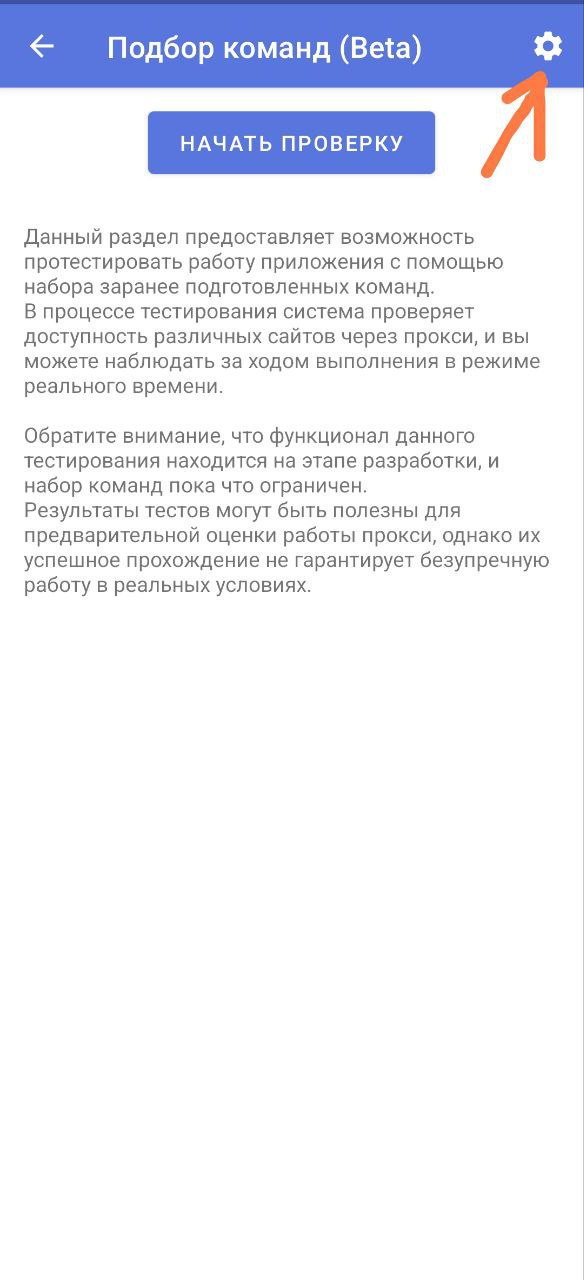 Подбор команд (Beta)
НАЧАТЬ ПРОВЕРКУ
Данный раздел предоставляет возможность
протестировать работу приложения с помощью
набора заранее подготовленных команд.
В процессе тестирования система проверяет
доступность различных сайтов через прокси, и вы
можете наблюдать за ходом выполнения в режиме
реального времени.
Обратите внимание, что функционал данного
тестирования находится на этапе разработки, и
набор команд пока что ограничен.
Результаты тестов могут быть полезны для
предварительной оценки работы прокси, однако их
успешное прохождение не гарантирует безупречную
работу в реальных условиях.